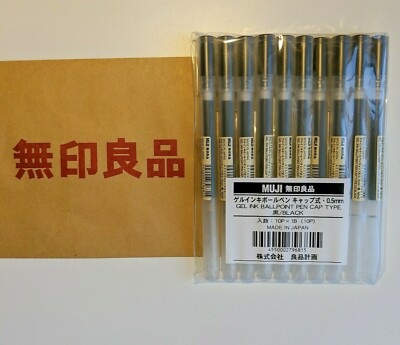 無印良品
MUJI 無印良品
ゲルインキボールペン キャップ式・0.5mm
GEL INK BALLPOINT PEN CAP TYPE
黒/BLACK
入数：10P×1B (10P)
MADE IN JAPAN
株式会社 良品計画